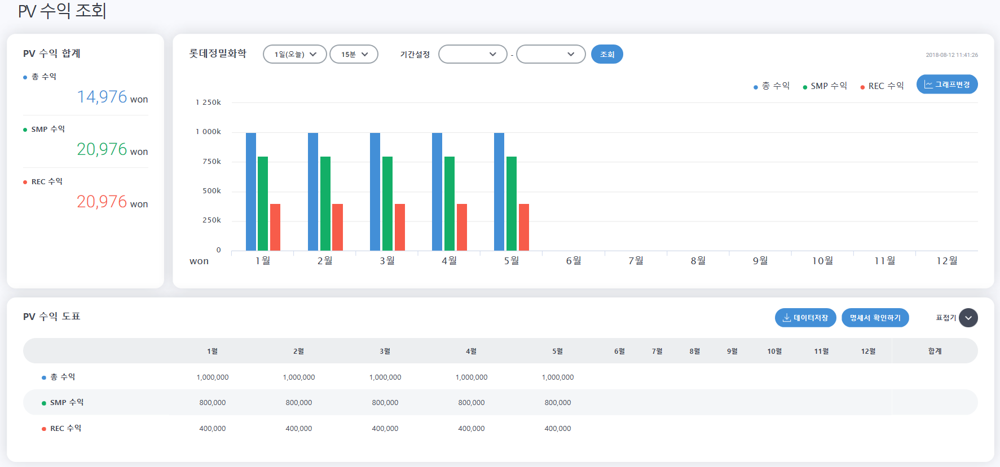 PV 수익 조회
PV 수익 합계
총 수익
14,976 won
SMP 수익
20,976 won
REC 수익
20,976 won
롯데정밀화학 1일(오늘) 15분 기간설정 - 조회
2018-08-12 11:41:26
총 수익 SMP 수익 REC 수익 그래프변경
1 250k
1 000k
750k
500k
250k
0
won 1월 2월 3월 4월 5월 6월 7월 8월 9월 10월 11월 12월
PV 수익 도표 데이터저장 명세서 확인하기 표접기
1월 2월 3월 4월 5월 6월 7월 8월 9월 10월 11월 12월 합계
총 수익 1,000,000 1,000,000 1,000,000 1,000,000 1,000,000
SMP 수익 800,000 800,000 800,000 800,000 800,000
REC 수익 400,000 400,000 400,000 400,000 400,000